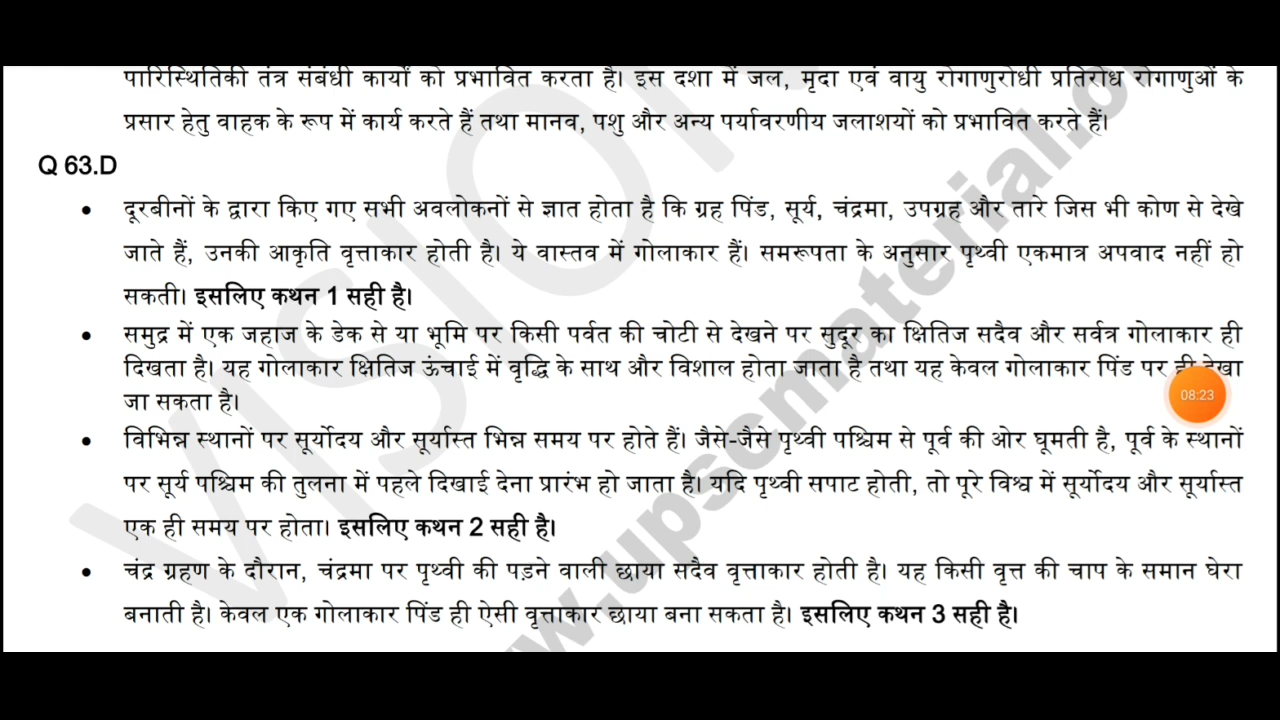 पारिस्थितिकी तंत्र संबंधी कार्यों को प्रभावित करता है। इस दशा में जल, मृदा एवं वायु रोगाणुरोधी प्रतिरोध रोगाणुओं के
प्रसार हेतु वाहक के रूप में कार्य करते हैं तथा मानव, पशु और अन्य पर्यावरणीय जलाशयों को प्रभावित करते हैं।
Q 63.D
• दूरबीनों के द्वारा किए गए सभी अवलोकनों से ज्ञात होता है कि ग्रह पिंड, सूर्य, चंद्रमा, उपग्रह और तारे जिस भी कोण से देखे
जाते हैं, उनकी आकृति वृत्ताकार होती है। ये वास्तव में गोलाकार हैं। समरूपता के अनुसार पृथ्वी एकमात्र अपवाद नहीं हो
सकती। इसलिए कथन 1 सही है।
• समुद्र में एक जहाज के डेक से या भूमि पर किसी पर्वत की चोटी से देखने पर सुदूर का क्षितिज सदैव और सर्वत्र गोलाकार ही
दिखता है। यह गोलाकार क्षितिज ऊंचाई में वृद्धि के साथ और विशाल होता जाता है तथा यह केवल गोलाकार पिंड पर ही देखा
जा सकता है।
08:23
• विभिन्न स्थानों पर सूर्योदय और सूर्यास्त भिन्न समय पर होते हैं। जैसे-जैसे पृथ्वी पश्चिम से पूर्व की ओर घूमती है, पूर्व के स्थानों
पर सूर्य पश्चिम की तुलना में पहले दिखाई देना प्रारंभ हो जाता है। यदि पृथ्वी सपाट होती, तो पूरे विश्व में सूर्योदय और सूर्यास्त
एक ही समय पर होता। इसलिए कथन 2 सही है।
• चंद्र ग्रहण के दौरान, चंद्रमा पर पृथ्वी की पड़ने वाली छाया सदैव वृत्ताकार होती है। यह किसी वृत्त की चाप के समान घेरा
बनाती है। केवल एक गोलाकार पिंड ही ऐसी वृत्ताकार छाया बना सकता है। इसलिए कथन 3 सही है।
VISION
w.upscmaterial.o